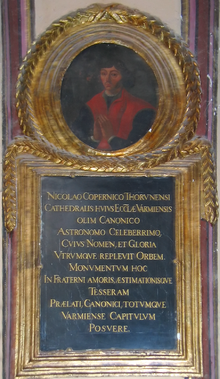 NICOLAO COPERNICO THORUNENSI
CATHEDRALIS HVIVS ECCLÆ VARMIENSIS
OLIM CANONICO
ASTRONOMO CELEBERRIMO,
CVIVS NOMEN, ET GLORIA
VTRVMQVE REPLEVIT ORBEM.
MONVMENTVM HOC
IN FRATERNI AMORIS, ÆSTIMATIONISQVE
TESSERAM
PRÆLATI, CANONICI, TOTVMQVE
VARMIENSE CAPITVLVM
POSVERE.